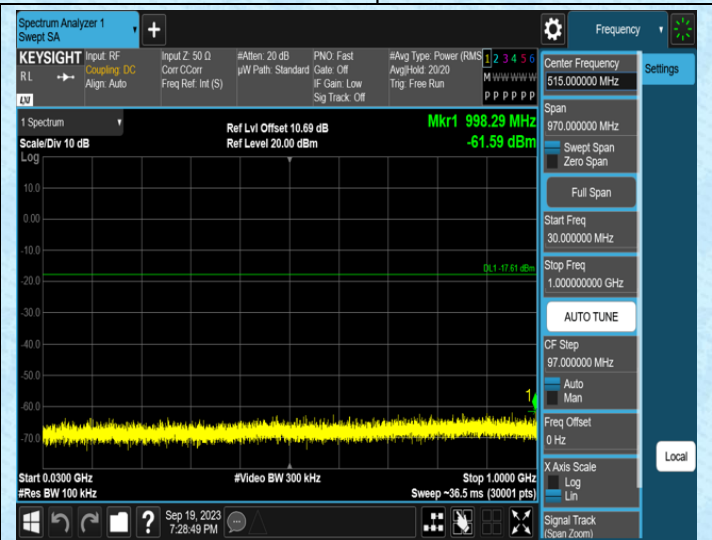 Spectrum Analyzer 1
Swept SA
+
Frequency
KEYSIGHT
RL
LXI
Input: RF
Coupling: DC
Align: Auto
Input Z: 50 Ω
Corr CCorr
Freq Ref: Int (S)
#Atten: 20 dB
µW Path: Standard
PNO: Fast
Gate: Off
IF Gain: Low
Sig Track: Off
#Avg Type: Power (RMS
Avg|Hold: 20/20
Trig: Free Run
1 2 3 4 5 6
M W W W W W
P P P P P P
1 Spectrum
Scale/Div 10 dB
Log
Ref Lvl Offset 10.69 dB
Ref Level 20.00 dBm
Mkr1 998.29 MHz
-61.59 dBm
10.0
0.00
-10.0
DL1 -17.61 dBm
-20.0
-30.0
-40.0
-50.0
1
-60.0
-70.0
Start 0.0300 GHz
#Res BW 100 kHz
#Video BW 300 kHz
Stop 1.0000 GHz
Sweep ~36.5 ms (30001 pts)
Center Frequency
515.000000 MHz
Settings
Span
970.000000 MHz
Swept Span
Zero Span
Full Span
Start Freq
30.000000 MHz
Stop Freq
1.000000000 GHz
AUTO TUNE
CF Step
97.000000 MHz
Auto
Man
Freq Offset
0 Hz
Local
X Axis Scale
Log
Lin
Signal Track
(Span Zoom)
?
Sep 19, 2023
7:28:49 PM